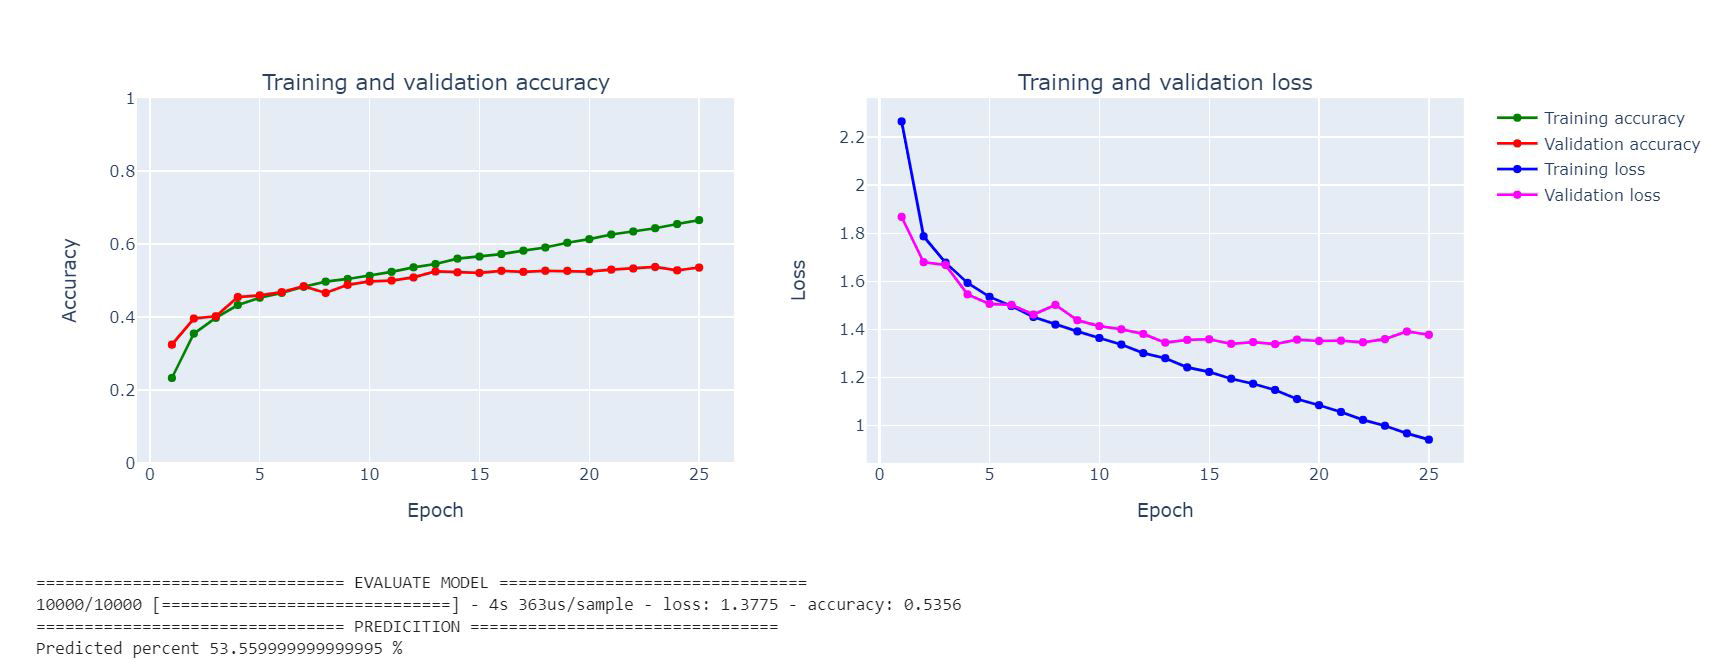 Training and validation accuracy
Training and validation loss
1
0.8
0.6
0.4
0.2
0
Accuracy
0
5
10
15
20
25
Epoch
2.2
2
1.8
1.6
1.4
1.2
1
Loss
0
5
10
15
20
25
Epoch
Training accuracy
Validation accuracy
Training loss
Validation loss
================================ EVALUATE MODEL ================================
10000/10000 [==============================] - 4s 363us/sample - loss: 1.3775 - accuracy: 0.5356
================================ PREDICITION ================================
Predicted percent 53.559999999999995 %